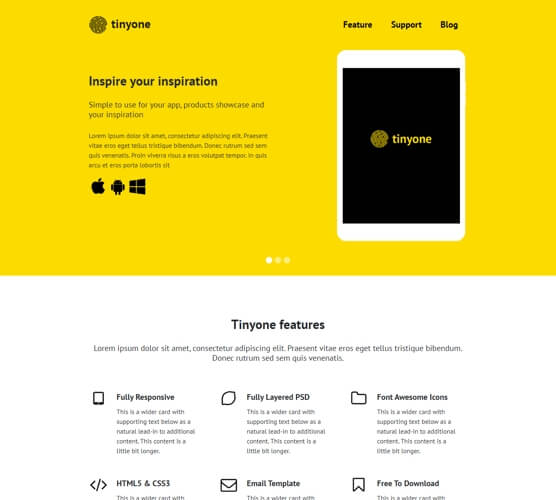 tinyone
Feature Support Blog
Inspire your inspiration
Simple to use for your app, products showcase and
your inspiration
Lorem ipsum dolor sit amet, consectetur adipiscing elit. Praesent
vitae eros eget tellus tristique bibendum. Donec rutrum sed sem
quis venenatis. Proin viverra risus a eros volutpat tempor. In quis
arcu et eros porta lobortis sit
tinyone
Tinyone features
Lorem ipsum dolor sit amet, consectetur adipiscing elit. Praesent vitae eros eget tellus tristique bibendum.
Donec rutrum sed sem quis venenatis.
Fully Responsive
This is a wider card with
supporting text below as a
natural lead-in to additional
content. This content is a
little bit longer.
Fully Layered PSD
This is a wider card with
supporting text below as a
natural lead-in to additional
content. This content is a
little bit longer.
Font Awesome Icons
This is a wider card with
supporting text below as a
natural lead-in to additional
content. This content is a
little bit longer.
HTML5 & CSS3
This is a wider card with
Email Template
This is a wider card with
Free To Download
This is a wider card with